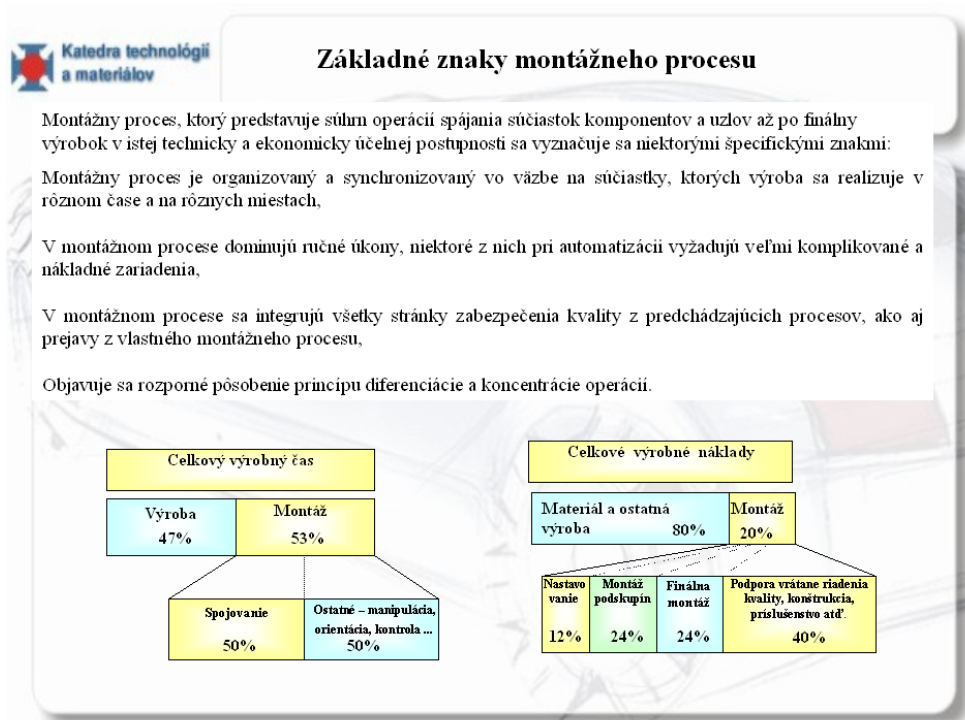 Katedra technológií
a materiálov
Základné znaky montážneho procesu
Montážny proces, ktorý predstavuje súhrn operácií spájania súčiastok komponentov a uzlov až po finálny
výrobok v istej technicky a ekonomicky účelnej postupnosti sa vyznačuje sa niektorými špecifickými znakmi:
Montážny proces je organizovaný a synchronizovaný vo väzbe na súčiastky, ktorých výroba sa realizuje v
rôznom čase a na rôznych miestach,
V montážnom procese dominujú ručné úkony, niektoré z nich pri automatizácii vyžadujú veľmi komplikované a
nákladné zariadenia,
V montážnom procese sa integrujú všetky stránky zabezpečenia kvality z predchádzajúcich procesov, ako aj
prejavy z vlastného montážneho procesu,
Objavuje sa rozporné pôsobenie princípu diferenciácie a koncentrácie operácií.
Celkový výrobný čas
Výroba
47%
Montáž
53%
Spojovanie
50%
Ostatné – manipulácia,
orientácia, kontrola ...
50%
Celkové výrobné náklady
Materiál a ostatná
výroba 80%
Montáž
20%
Nastavo
vanie
12%
Montáž
podskupín
24%
Finálna
montáž
24%
Podpora vrátane riadenia
kvality, konštrukcia,
príslušenstvo atď.
40%